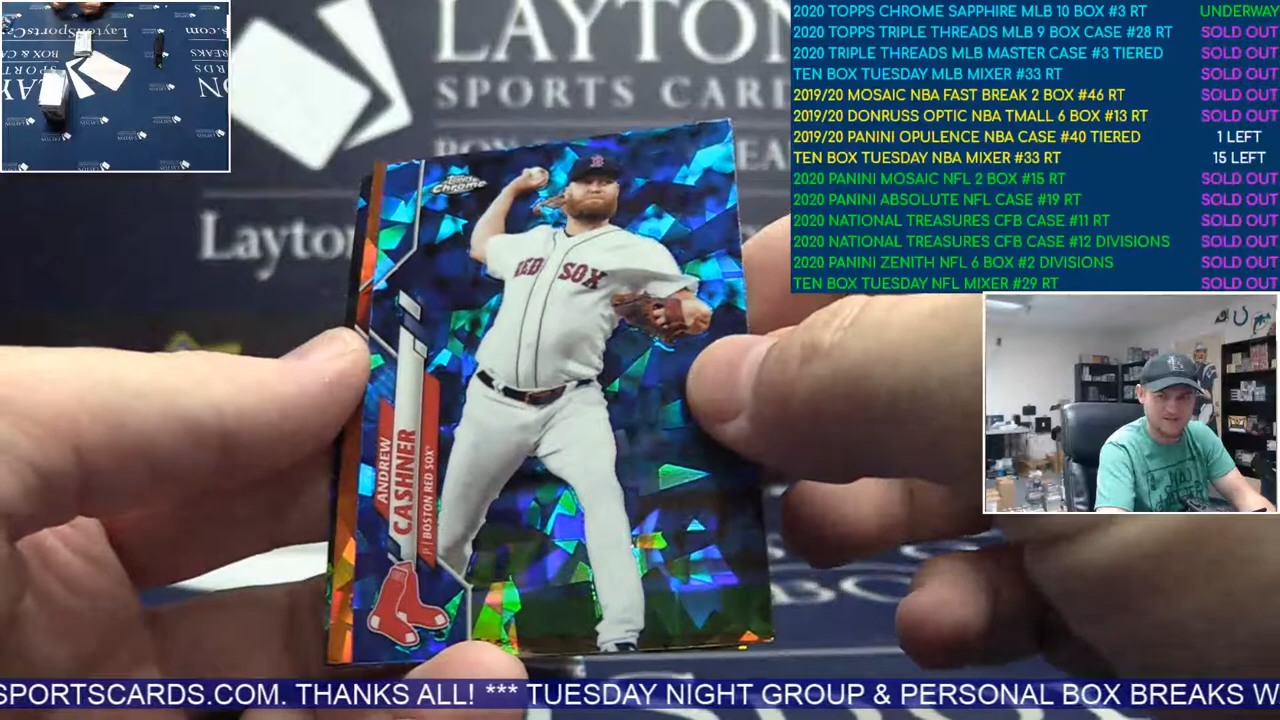 2020 TOPPS CHROME SAPPHIRE MLB 10 BOX #3 RT UNDERWAY
2020 TOPPS TRIPLE THREADS MLB 9 BOX CASE #28 RT SOLD OUT
2020 TRIPLE THREADS MLB MASTER CASE #3 TIERED SOLD OUT
TEN BOX TUESDAY MLB MIXER #33 RT SOLD OUT
2019/20 MOSAIC NBA FAST BREAK 2 BOX #46 RT SOLD OUT
2019/20 DONRUSS OPTIC NBA TMALL 6 BOX #13 RT SOLD OUT
2019/20 PANINI OPULENCE NBA CASE #40 TIERED 1 LEFT
TEN BOX TUESDAY NBA MIXER #33 RT 15 LEFT
2020 PANINI MOSAIC NFL 2 BOX #15 RT SOLD OUT
2020 PANINI ABSOLUTE NFL CASE #19 RT SOLD OUT
2020 NATIONAL TREASURES CFB CASE #11 RT SOLD OUT
2020 NATIONAL TREASURES CFB CASE #12 DIVISIONS SOLD OUT
2020 PANINI ZENITH NFL 6 BOX #2 DIVISIONS SOLD OUT
TEN BOX TUESDAY NFL MIXER #29 RT SOLD OUT
LAYTON
SPORTS CARD
Layton
Topps Chrome
B
RED SOX
ANDREW
CASHNER
P | BOSTON RED SOX
SPORTSCARDS.COM. THANKS ALL! *** TUESDAY NIGHT GROUP & PERSONAL BOX BREAKS W